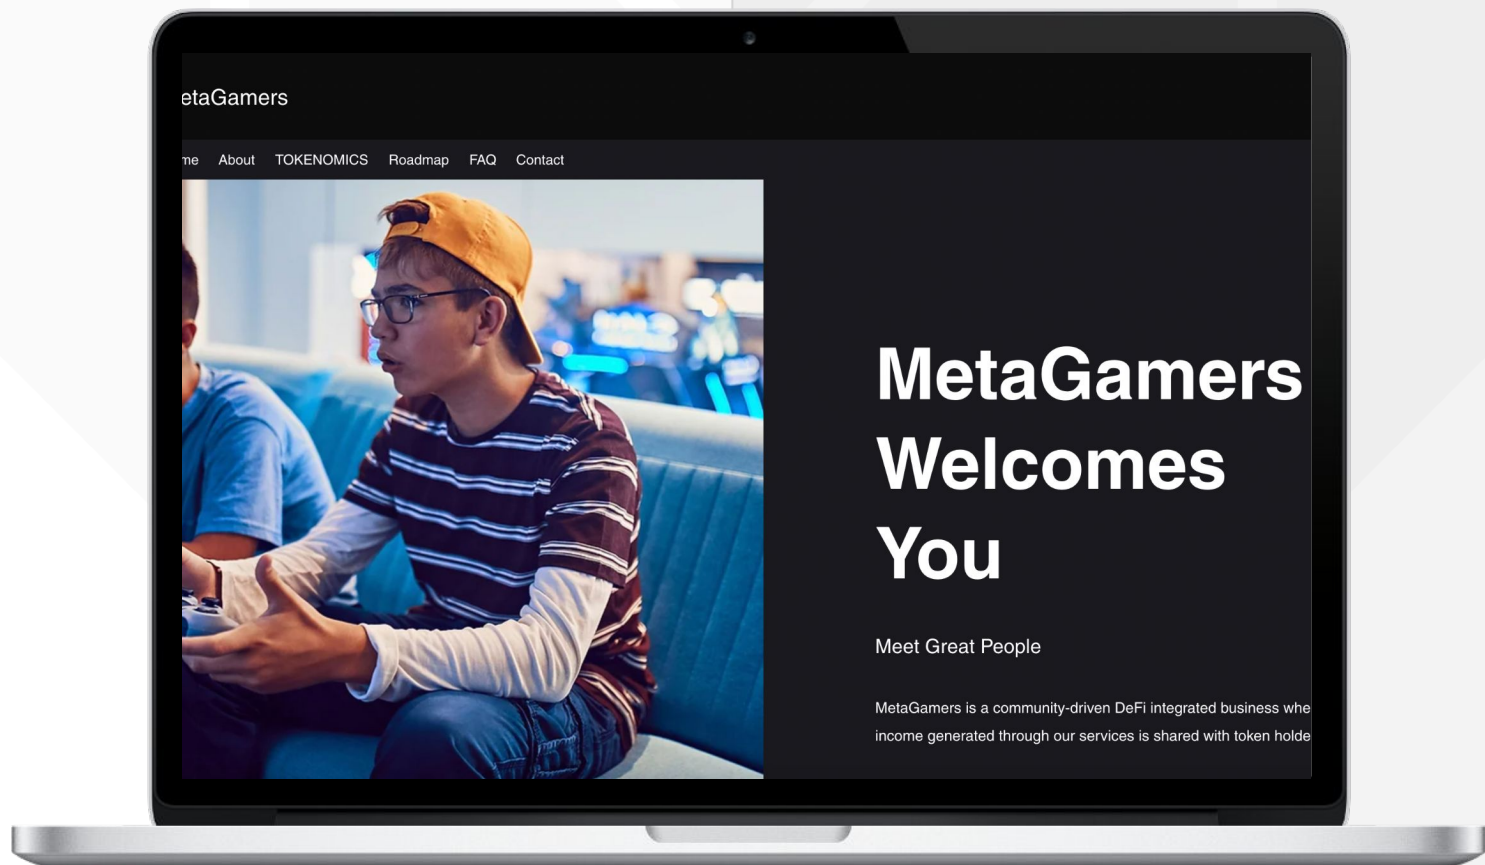 etaGamers
me About TOKENOMICS Roadmap FAQ Contact
MetaGamers
Welcomes
You
Meet Great People
MetaGamers is a community-driven DeFi integrated business whe
income generated through our services is shared with token holde